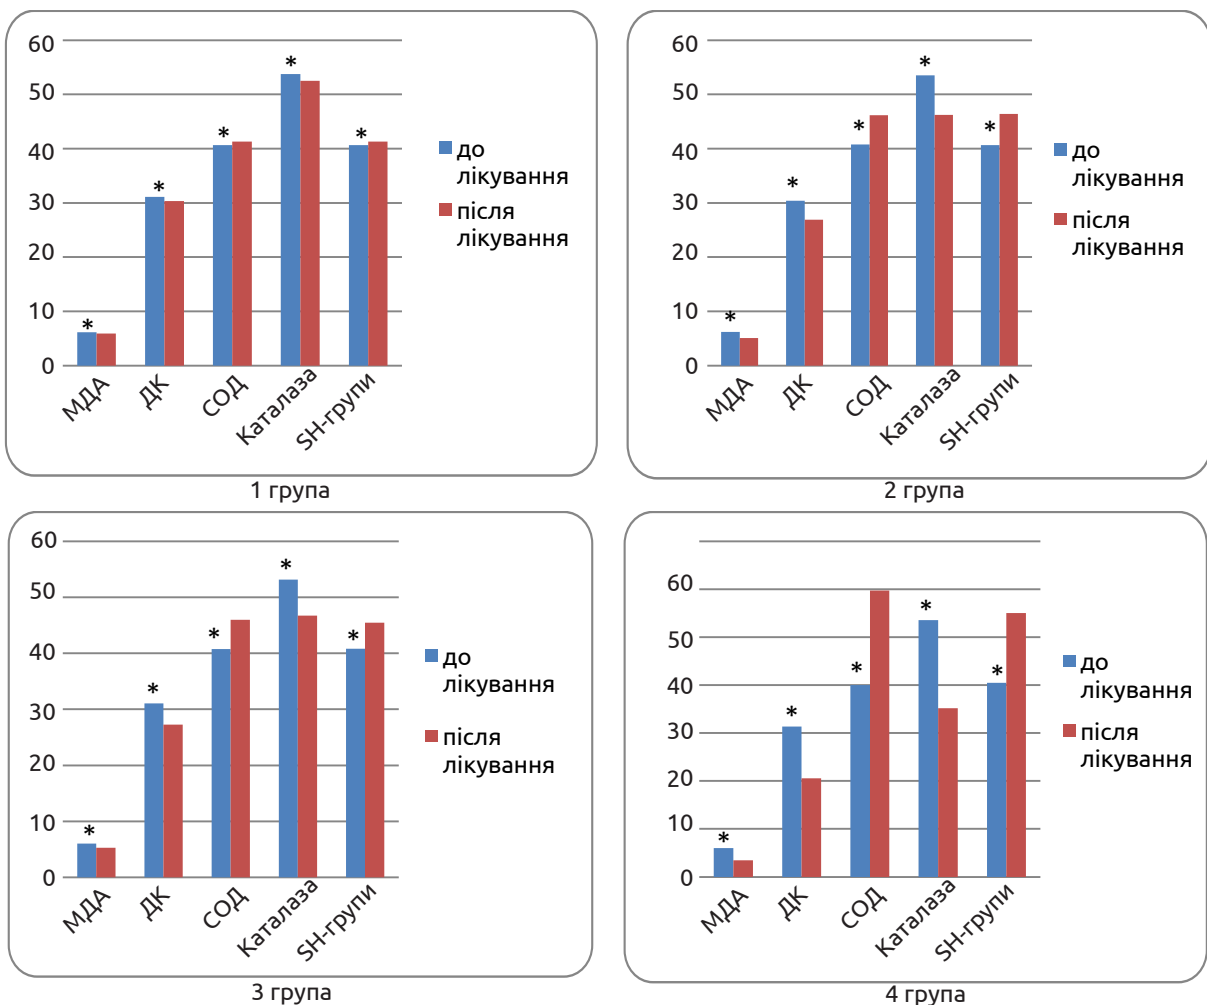 60
50
40
30
20
10
0
* * * * *
МДА
ДК
СОД
Каталаза
SH-групи
до
лікування
після
лікування
1 група
60
50
40
30
20
10
0
* * * * *
МДА
ДК
СОД
Каталаза
SH-групи
до
лікування
після
лікування
2 група
60
50
40
30
20
10
0
* * * * *
МДА
ДК
СОД
Каталаза
SH-групи
до
лікування
після
лікування
3 група
60
50
40
30
20
10
0
* * * * *
МДА
ДК
СОД
Каталаза
SH-групи
до
лікування
після
лікування
4 група